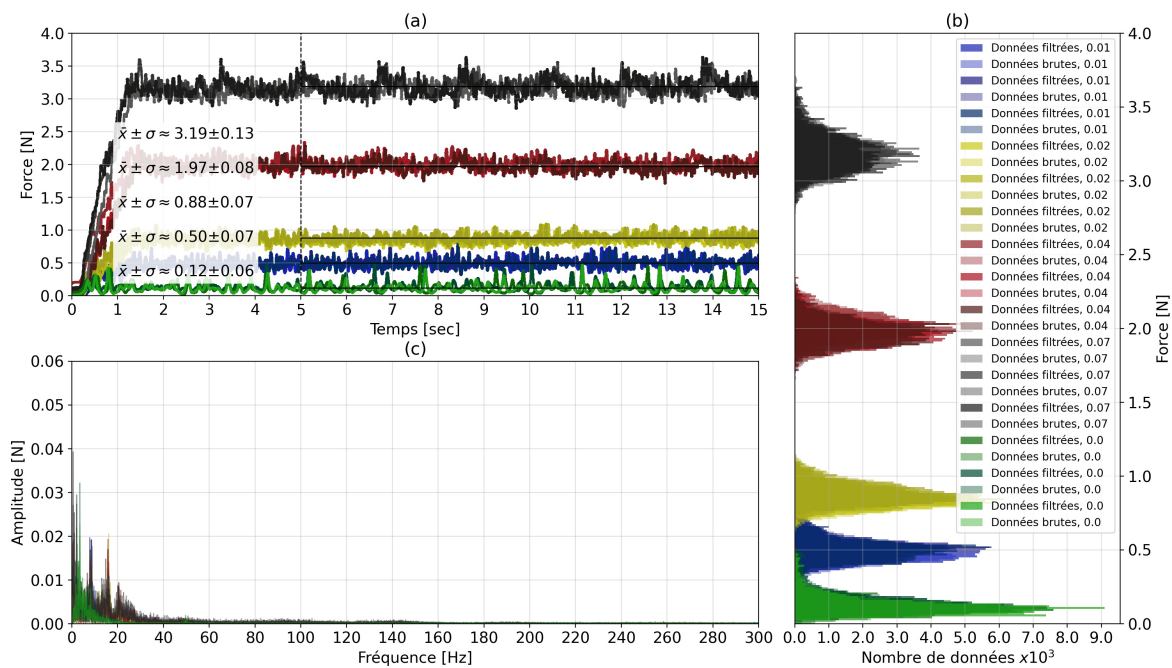 (a)
4.0
3.5
3.0
2.5
2.0
1.5
1.0
0.5
0.0
Force [N]
x̄ ± σ ≈ 3.19±0.13
x̄ ± σ ≈ 1.97±0.08
x̄ ± σ ≈ 0.88±0.07
x̄ ± σ ≈ 0.50±0.07
x̄ ± σ ≈ 0.12±0.06
0 1 2 3 4 5 6 7 8 9 10 11 12 13 14 15
Temps [sec]
(c)
0.06
0.05
0.04
0.03
0.02
0.01
0.00
Amplitude [N]
0 20 40 60 80 100 120 140 160 180 200 220 240 260 280 300
Fréquence [Hz]
(b)
Données filtrées, 0.01
Données brutes, 0.01
Données filtrées, 0.01
Données brutes, 0.01
Données filtrées, 0.01
Données brutes, 0.01
Données filtrées, 0.02
Données brutes, 0.02
Données filtrées, 0.02
Données brutes, 0.02
Données filtrées, 0.02
Données brutes, 0.02
Données filtrées, 0.04
Données brutes, 0.04
Données filtrées, 0.04
Données brutes, 0.04
Données filtrées, 0.04
Données brutes, 0.04
Données filtrées, 0.07
Données brutes, 0.07
Données filtrées, 0.07
Données brutes, 0.07
Données filtrées, 0.07
Données brutes, 0.07
Données filtrées, 0.0
Données brutes, 0.0
Données filtrées, 0.0
Données brutes, 0.0
Données filtrées, 0.0
Données brutes, 0.0
4.0
3.5
3.0
2.5
2.0
1.5
1.0
0.5
0.0
Force [N]
0.0 1.0 2.0 3.0 4.0 5.0 6.0 7.0 8.0 9.0
Nombre de données x10³